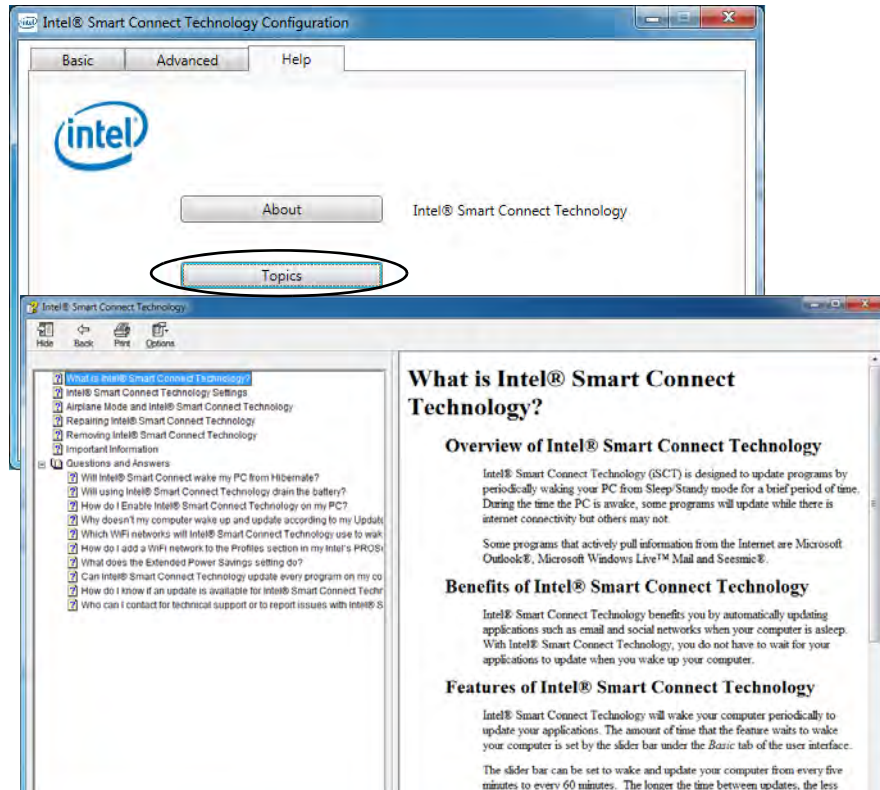 Intel® Smart Connect Technology Configuration
Basic Advanced Help
intel
About Intel® Smart Connect Technology
Topics
Intel® Smart Connect Technology
Hide Back Print Options
What is Intel® Smart Connect Technology?
Intel® Smart Connect Technology Settings
Airplane Mode and Intel® Smart Connect Technology
Repairing Intel® Smart Connect Technology
Removing Intel® Smart Connect Technology
Important Information
Questions and Answers
Will Intel® Smart Connect wake my PC from Hibernate?
Will using Intel® Smart Connect Technology drain the battery?
How do I Enable Intel® Smart Connect Technology on my PC?
Why doesn't my computer wake up and update according to my Update
Which WiFi networks will Intel® Smart Connect Technology use to wak
How do I add a WiFi network to the Profiles section in my Intel's PROS
What does the Extended Power Savings setting do?
Can Intel® Smart Connect Technology update every program on my co
How do I know if an update is available for Intel® Smart Connect Techr
Who can I contact for technical support or to report issues with Intel® S
What is Intel® Smart Connect
Technology?
Overview of Intel® Smart Connect Technology
Intel® Smart Connect Technology (iSCT) is designed to update programs by
periodically waking your PC from Sleep/Standy mode for a brief period of time.
During the time the PC is awake, some programs will update while there is
internet connectivity but others may not.
Some programs that actively pull information from the Internet are Microsoft
Outlook®, Microsoft Windows Live™ Mail and Seesmic®.
Benefits of Intel® Smart Connect Technology
Intel® Smart Connect Technology benefits you by automatically updating
applications such as email and social networks when your computer is asleep.
With Intel® Smart Connect Technology, you do not have to wait for your
applications to update when you wake up your computer.
Features of Intel® Smart Connect Technology
Intel® Smart Connect Technology will wake your computer periodically to
update your applications. The amount of time that the feature waits to wake
your computer is set by the slider bar under the Basic tab of the user interface.
The slider bar can be set to wake and update your computer from every five
minutes to every 60 minutes. The longer the time between updates, the less